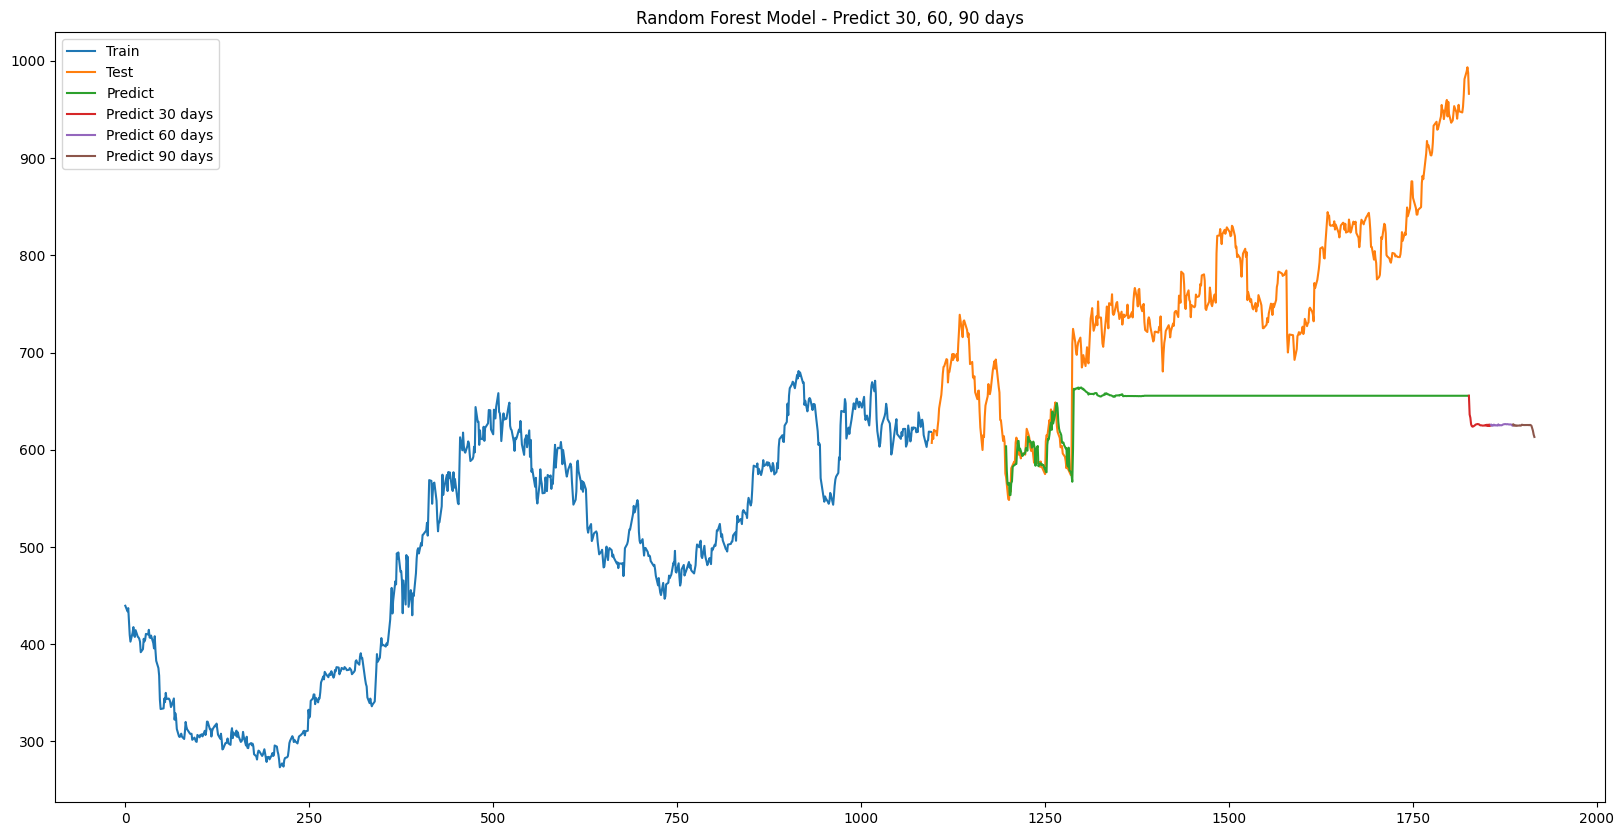 Random Forest Model - Predict 30, 60, 90 days
Train
Test
Predict
Predict 30 days
Predict 60 days
Predict 90 days
1000
900
800
700
600
500
400
300
0 250 500 750 1000 1250 1500 1750 2000